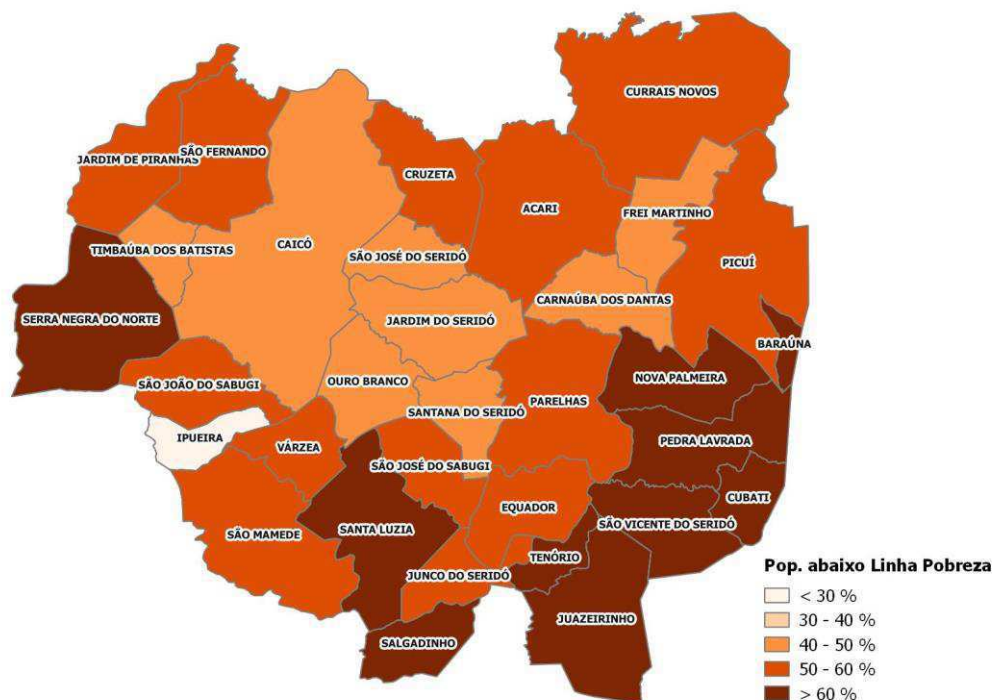 CURRAIS NOVOS
SÃO FERNANDO
JARDIM DE PIRANHAS
CRUZETA
ACARI
FREI MARTINHO
CAICÓ
TIMBAÚBA DOS BATISTAS
SÃO JOSÉ DO SERIDÓ
PICUÍ
CARNAÚBA DOS DANTAS
SERRA NEGRA DO NORTE
JARDIM DO SERIDÓ
BARAÚNA
NOVA PALMEIRA
SÃO JOÃO DO SABUGI
OURO BRANCO
PARELHAS
SANTANA DO SERIDÓ
IPUEIRA
PEDRA LAVRADA
VÁRZEA
SÃO JOSÉ DO SABUGI
CUBATI
EQUADOR
SÃO VICENTE DO SERIDÓ
SANTA LUZIA
SÃO MAMEDE
TENÓRIO
JUNCO DO SERIDÓ
JUAZEIRINHO
SALGADINHO
Pop. abaixo Linha Pobreza
< 30 %
30 - 40 %
40 - 50 %
50 - 60 %
> 60 %